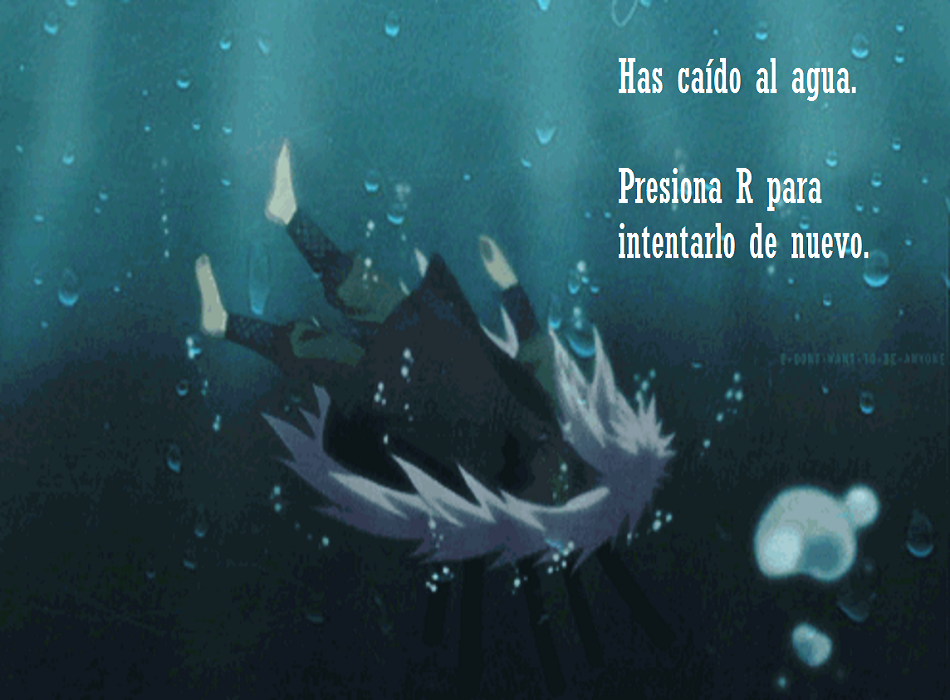 Has caído al agua.
Presiona R para
intentarlo de nuevo.